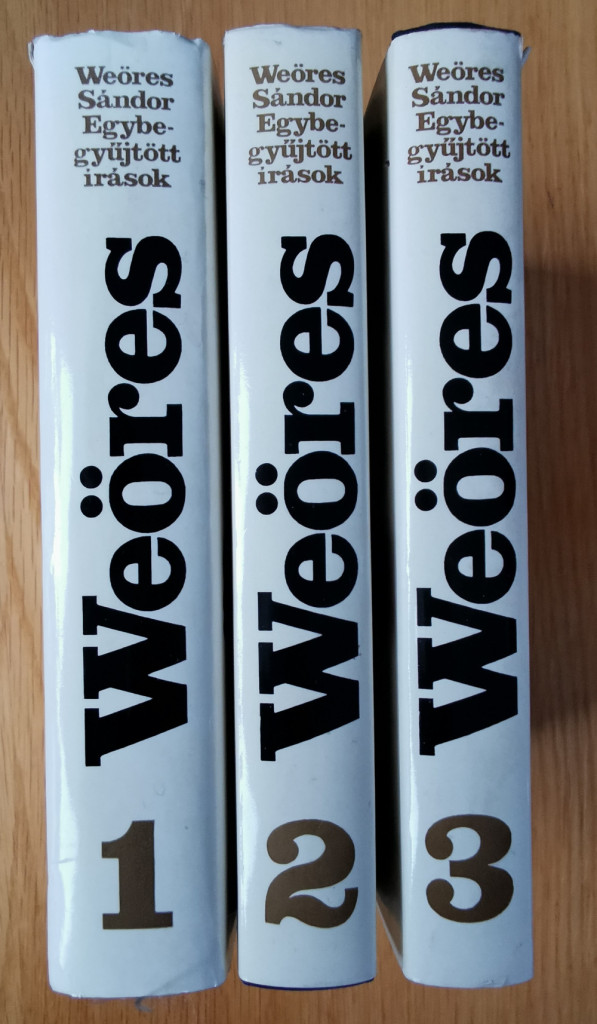 Weöres
Sándor
Egybe-
gyűjtött
írások
Weöres
1
Weöres
Sándor
Egybe-
gyűjtött
írások
Weöres
2
Weöres
Sándor
Egybe-
gyűjtött
írások
Weöres
3